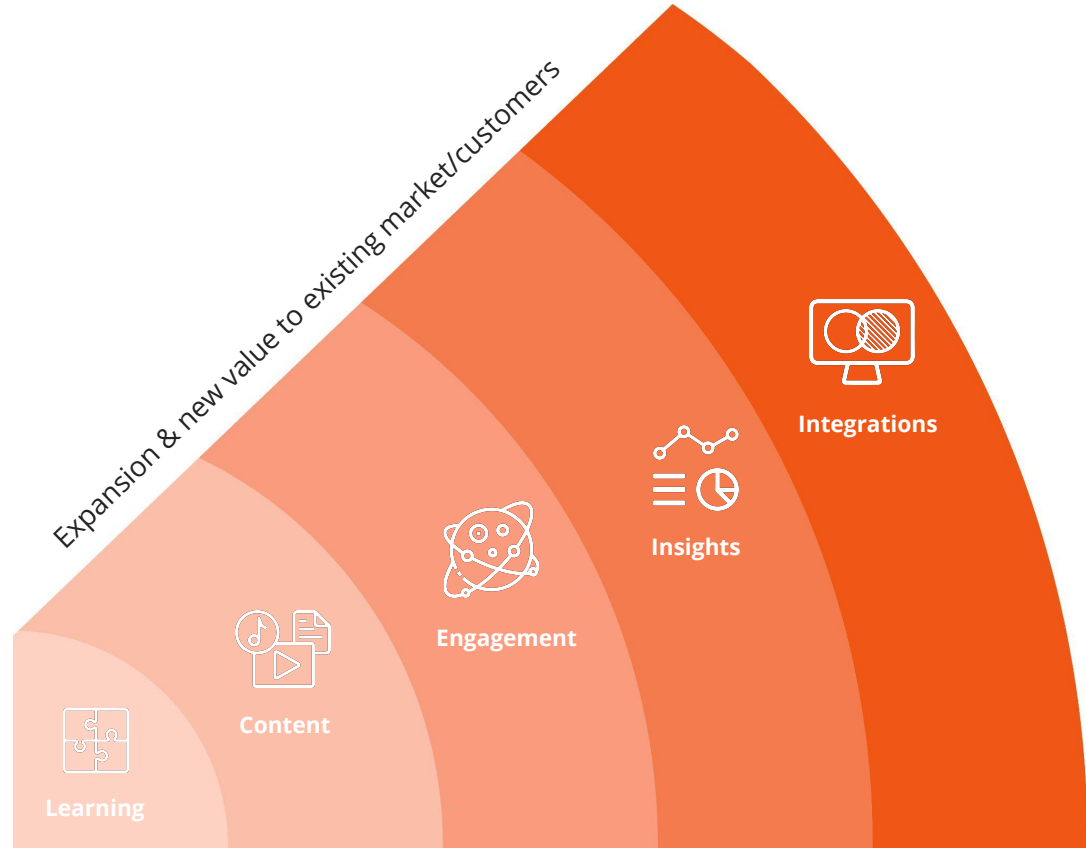 Expansion & new value to existing market/customers
Integrations
Insights
Engagement
Content
Learning